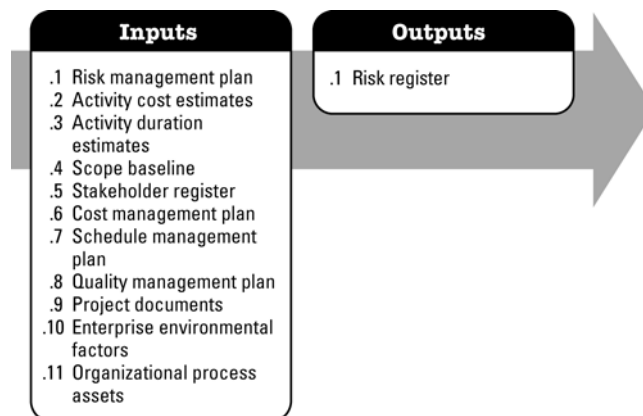 Inputs
.1 Risk management plan
.2 Activity cost estimates
.3 Activity duration
estimates
.4 Scope baseline
.5 Stakeholder register
.6 Cost management plan
.7 Schedule management
plan
.8 Quality management plan
.9 Project documents
.10 Enterprise environmental
factors
.11 Organizational process
assets
Outputs
.1 Risk register